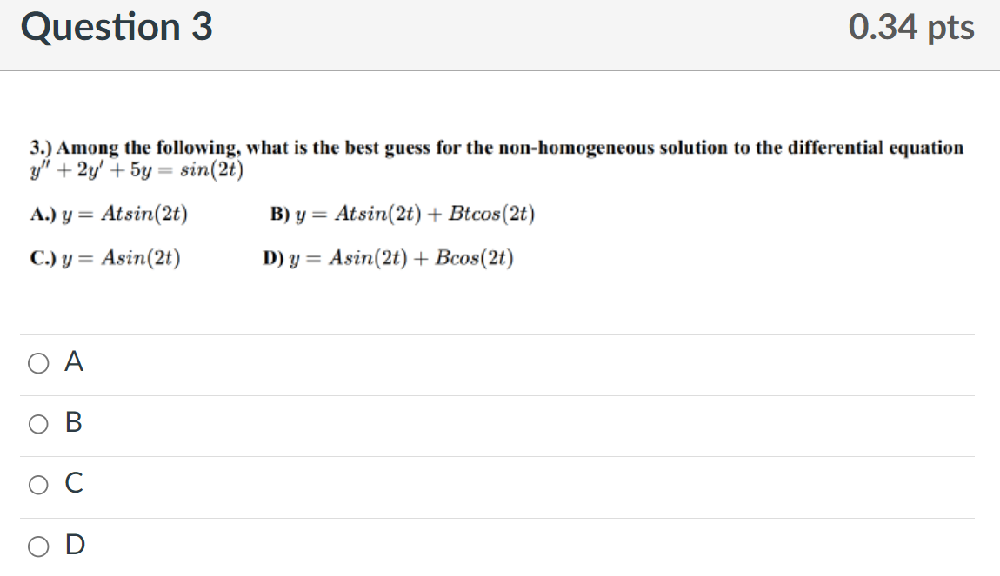 Question 3
0.34 pts
3.) Among the following, what is the best guess for the non-homogeneous solution to the differential equation
y″ + 2y′ + 5y = sin(2t)
A.) y = Atsin(2t)
B) y = Atsin(2t) + Btcos(2t)
C.) y = Asin(2t)
D) y = Asin(2t) + Bcos(2t)
A
B
C
D